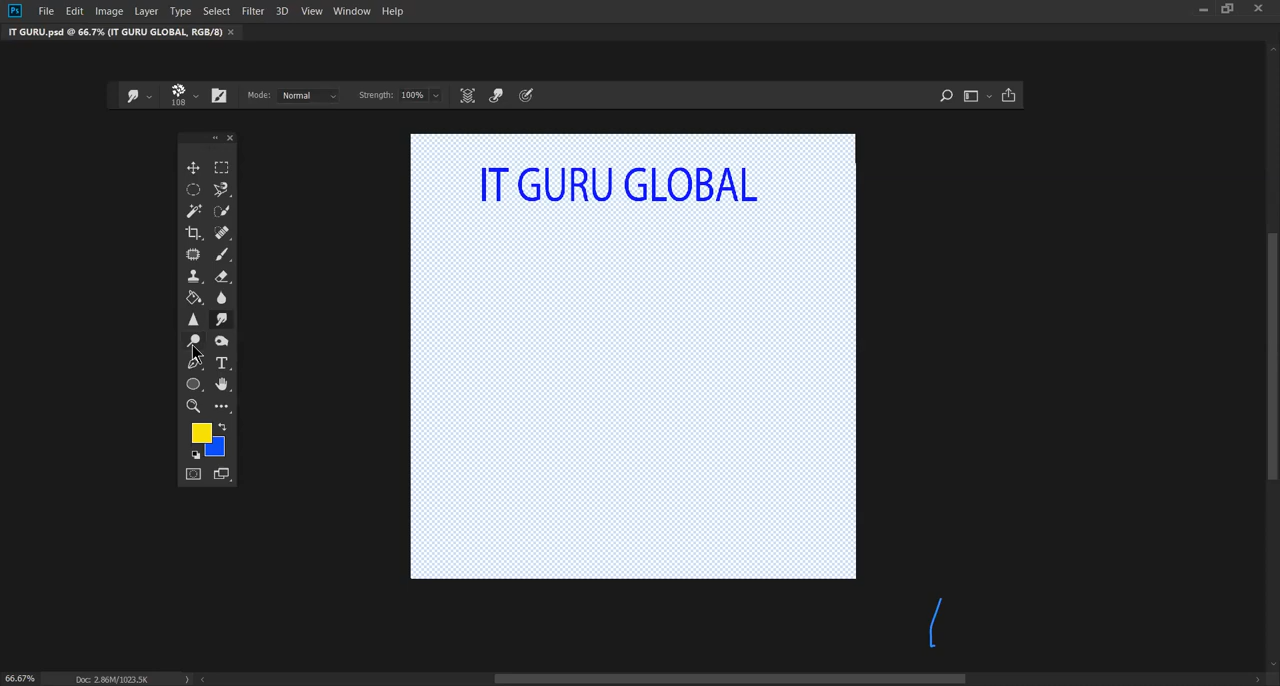 Ps File Edit Image Layer Type Select Filter 3D View Window Help
IT GURU.psd @ 66.7% (IT GURU GLOBAL, RGB/8)
108 Mode: Normal Strength: 100%
IT GURU GLOBAL
T
66.67% Doc: 2.86M/1023.5K